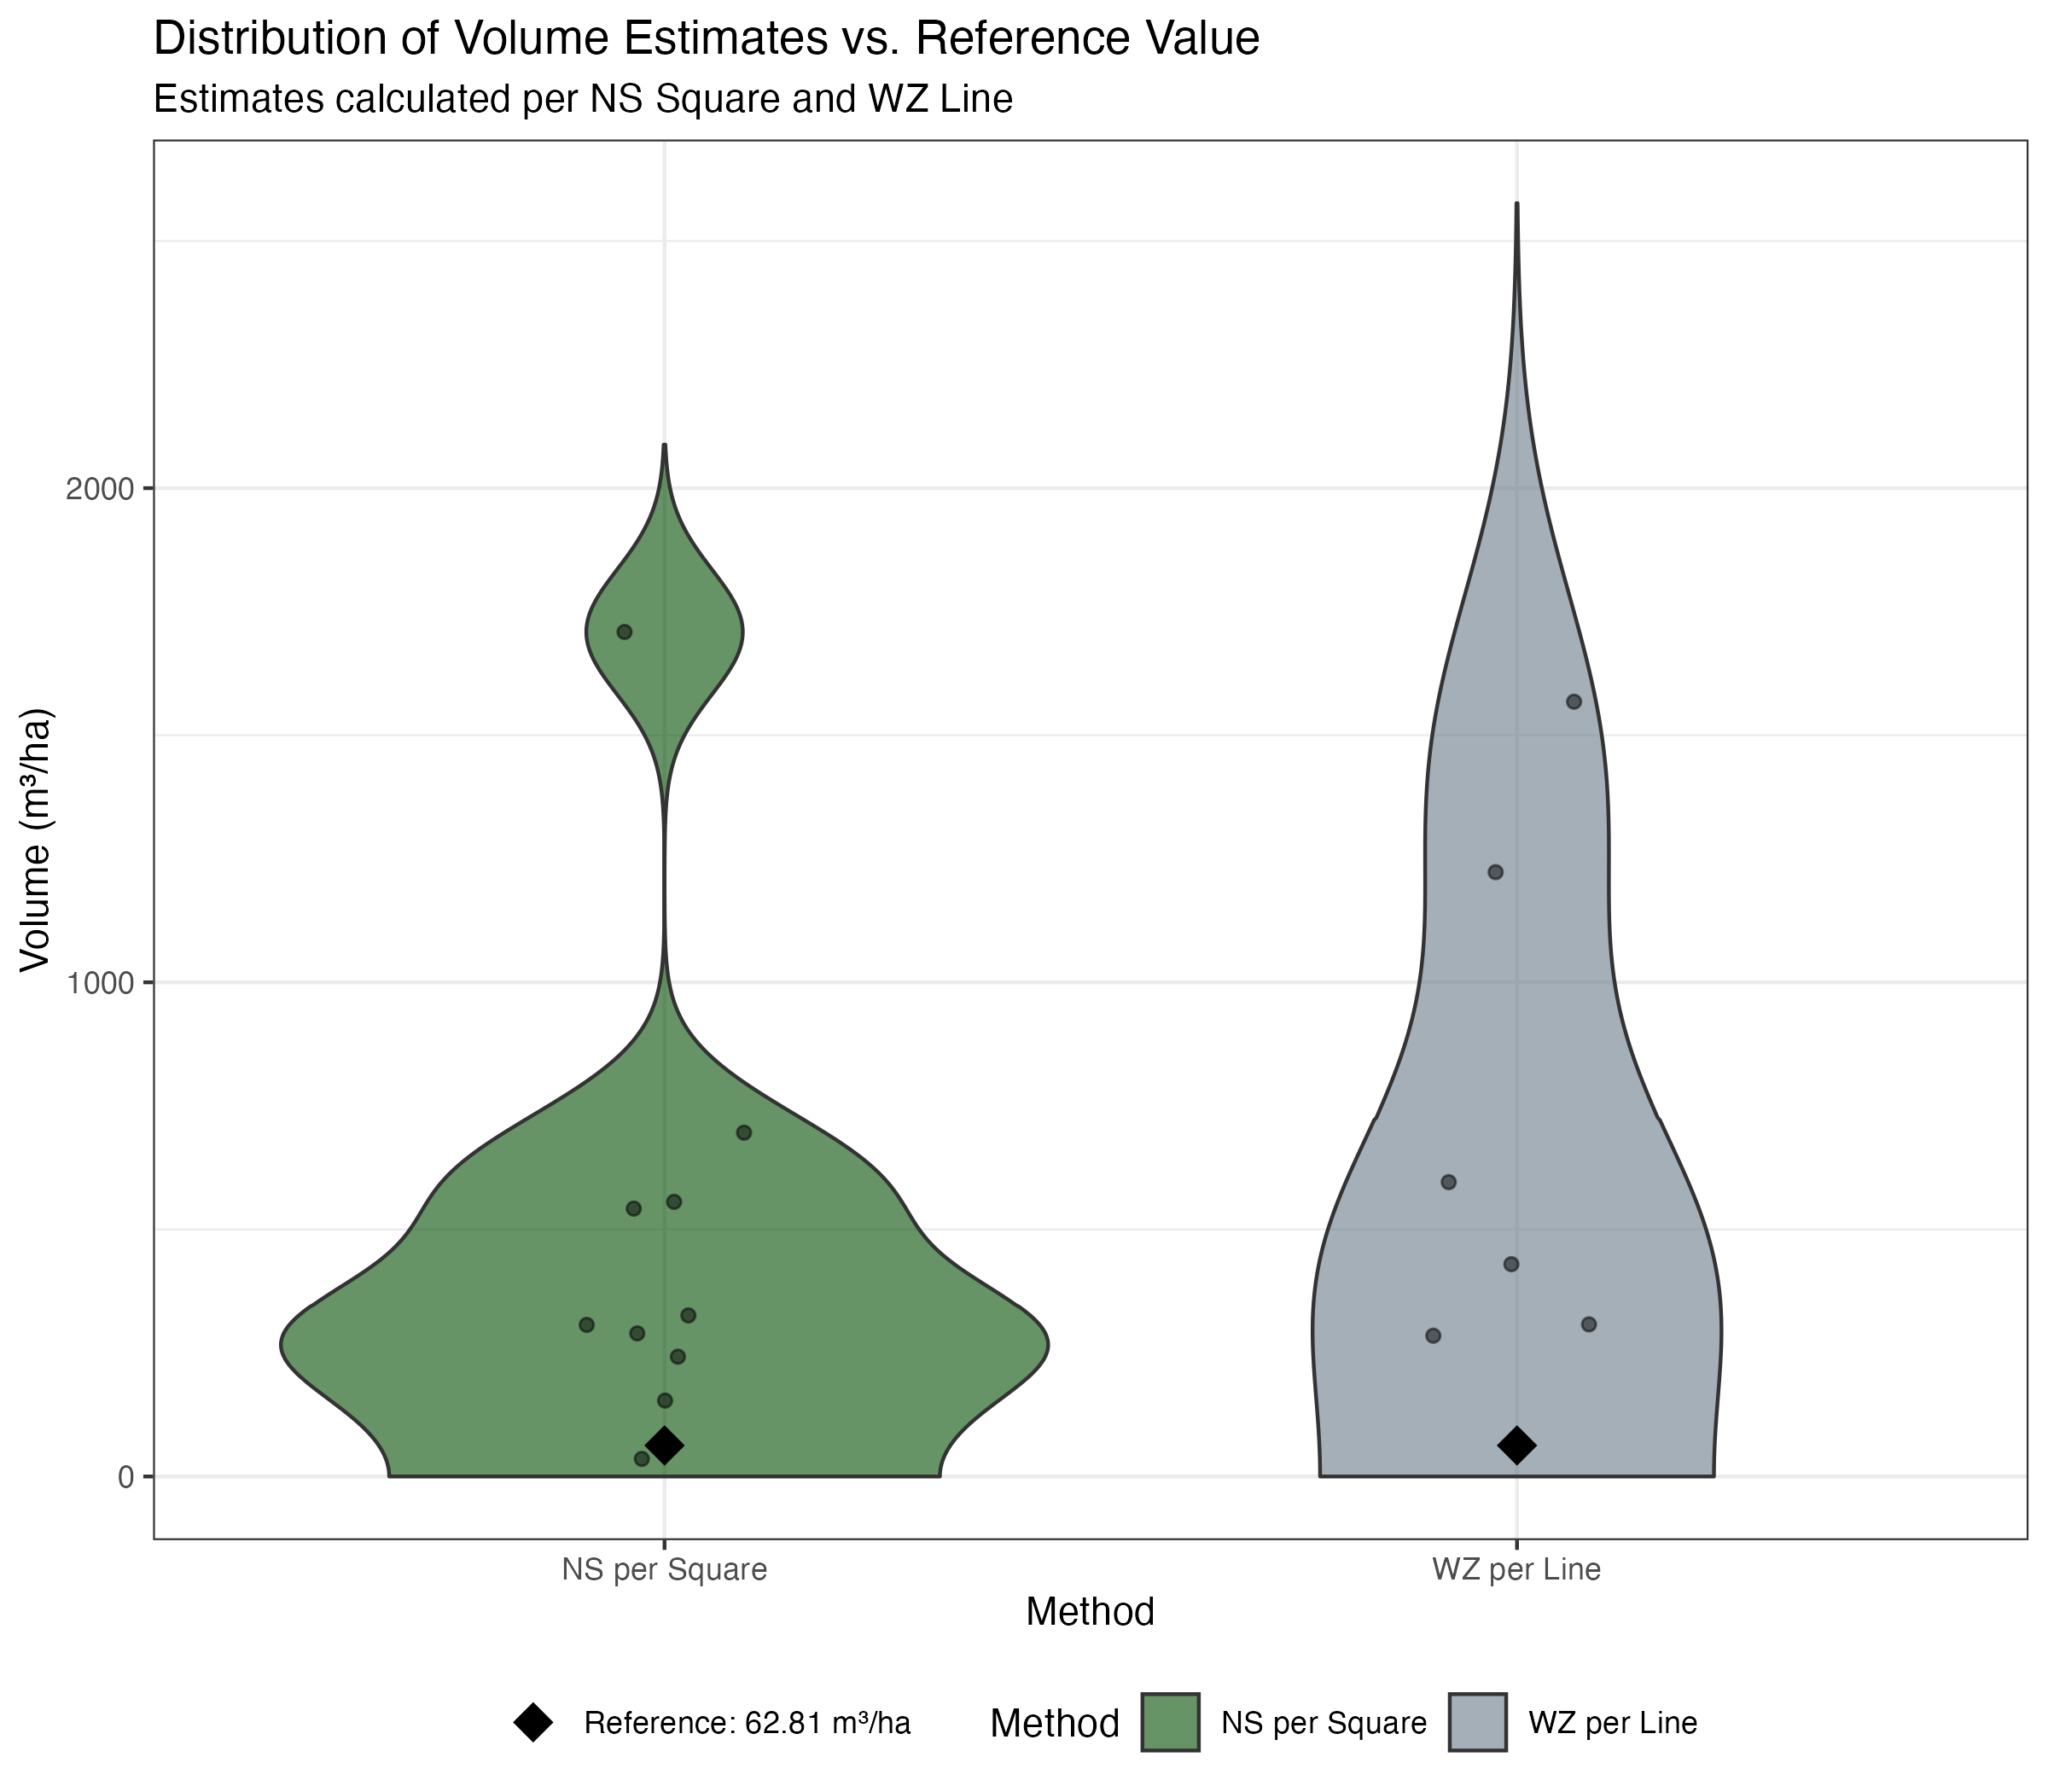 Distribution of Volume Estimates vs. Reference Value
Estimates calculated per NS Square and WZ Line
Volume (m³/ha)
2000
1000
0
NS per Square
WZ per Line
Method
Reference: 62.81 m³/ha
Method
NS per Square
WZ per Line